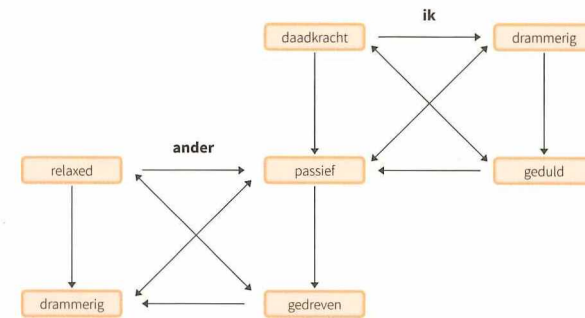 ik
daadkracht
drammerig
ander
relaxed
passief
geduld
drammerig
gedreven